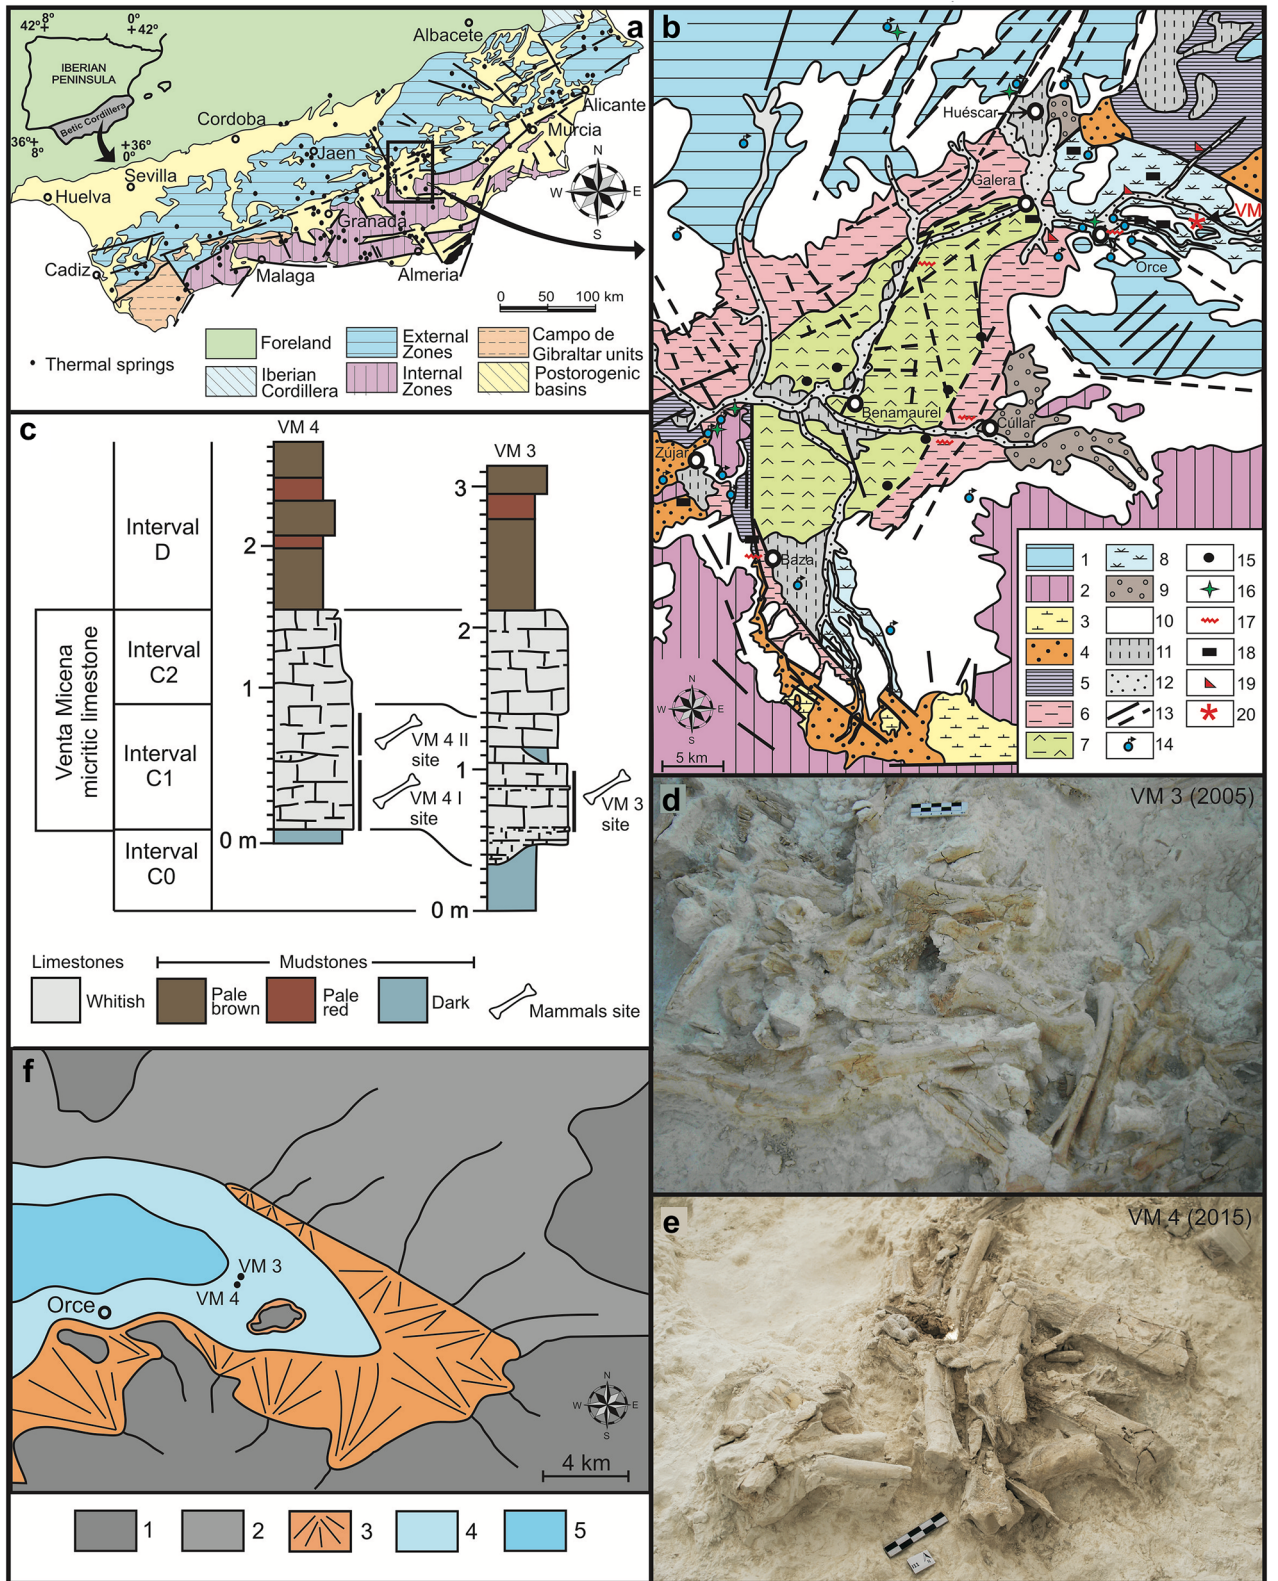 a
42° 8° 0° +42°
IBERIAN
PENINSULA
Betic Cordillera
36°+ 8°
+36° 0°
Albacete
Alicante
Murcia
Cordoba
Jaen
Sevilla
Huelva
Granada
Cadiz
Malaga
Almeria
N
W E
S
0 50 100 km
• Thermal springs
Foreland
External
Zones
Campo de
Gibraltar units
Iberian
Cordillera
Internal
Zones
Postorogenic
basins
b
Huéscar
Galera
VM
Orce
Benamaurel
Cúllar
Zújar
Baza
N
W E
S
5 km
1 8 15
2 9 16
3 10 17
4 11 18
5 12 19
6 13 20
7 14
c
VM 4
VM 3
3
Interval
D
2
2
Venta Micena
micritic limestone
Interval
C2
1
Interval
C1
VM 4 II
site
1
VM 4 I
site
VM 3
site
0 m
Interval
C0
0 m
Limestones
Mudstones
Whitish
Pale
brown
Pale
red
Dark
Mammals site
d
VM 3 (2005)
e
VM 4 (2015)
f
VM 3
VM 4
Orce
N
W E
S
4 km
1 2 3 4 5